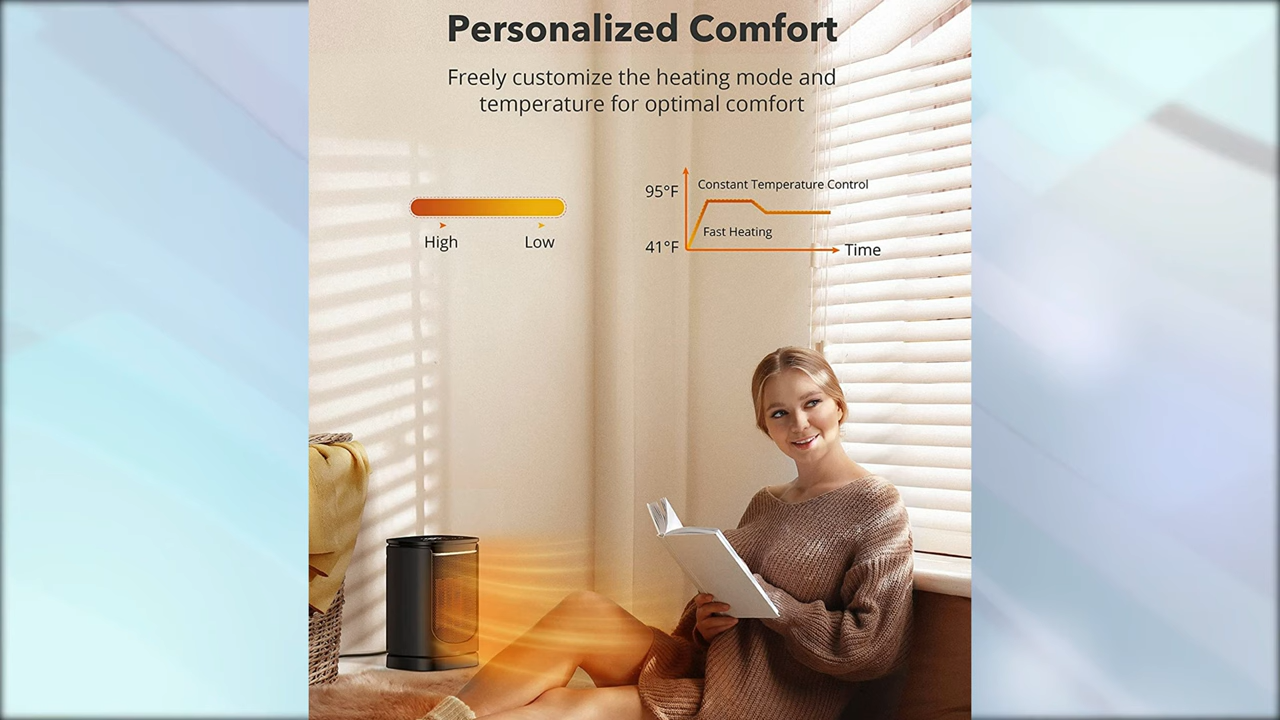 Personalized Comfort
Freely customize the heating mode and
temperature for optimal comfort
High
Low
95°F
Constant Temperature Control
Fast Heating
41°F
Time